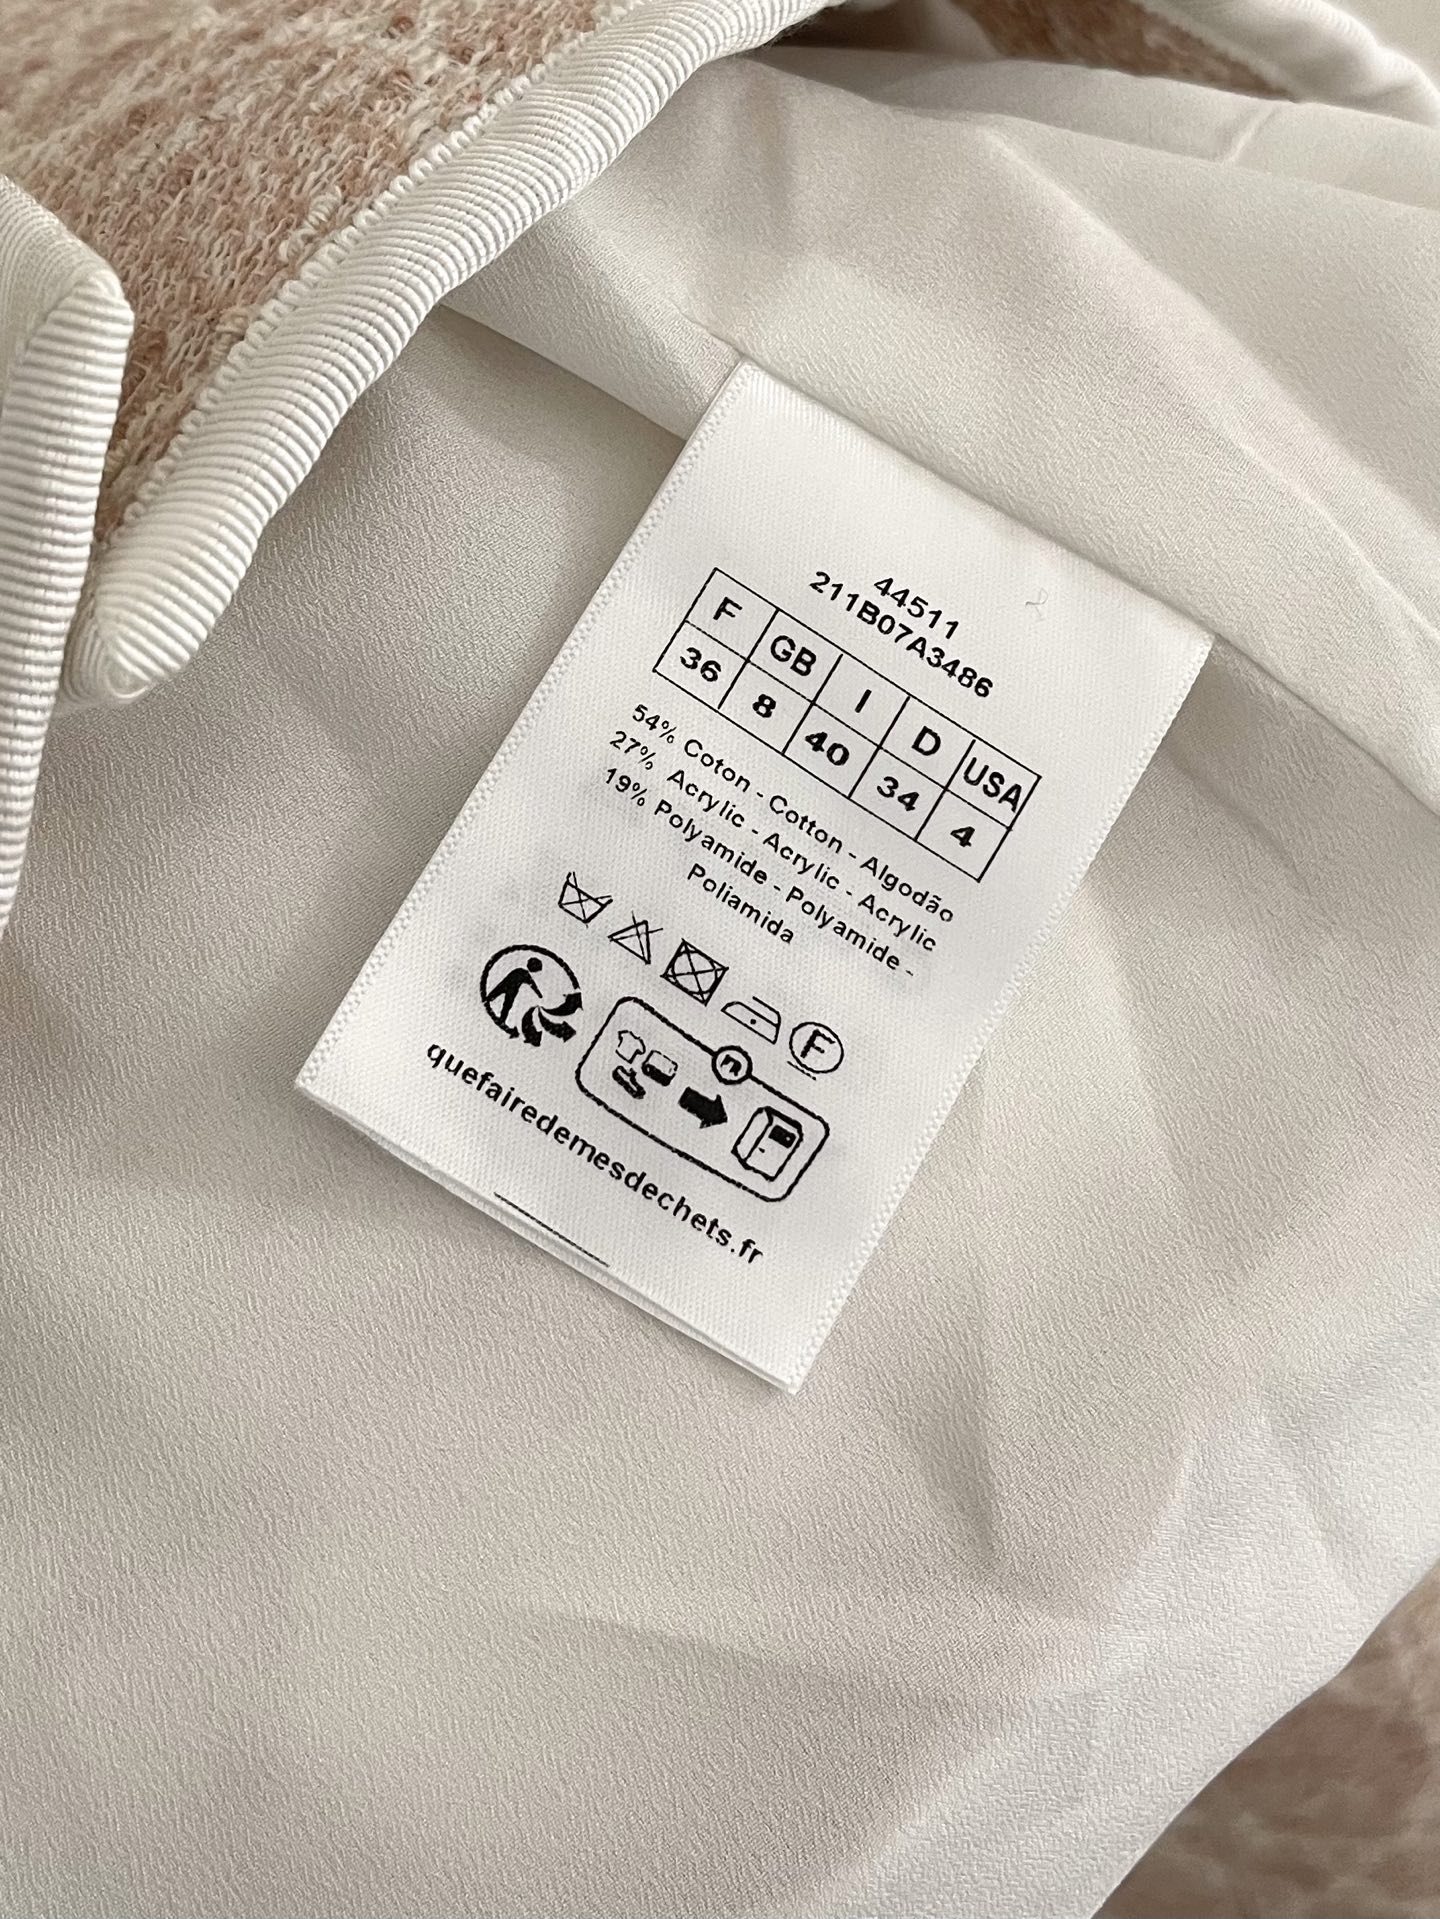 44511
211B07A3486
F GB I D USA
36 8 40 34 4
54% Coton - Cotton - Algodão
27% Acrylic - Acrylic - Acrylic
19% Polyamide - Polyamide -
Poliamida
F
quefairedemesdechets.fr